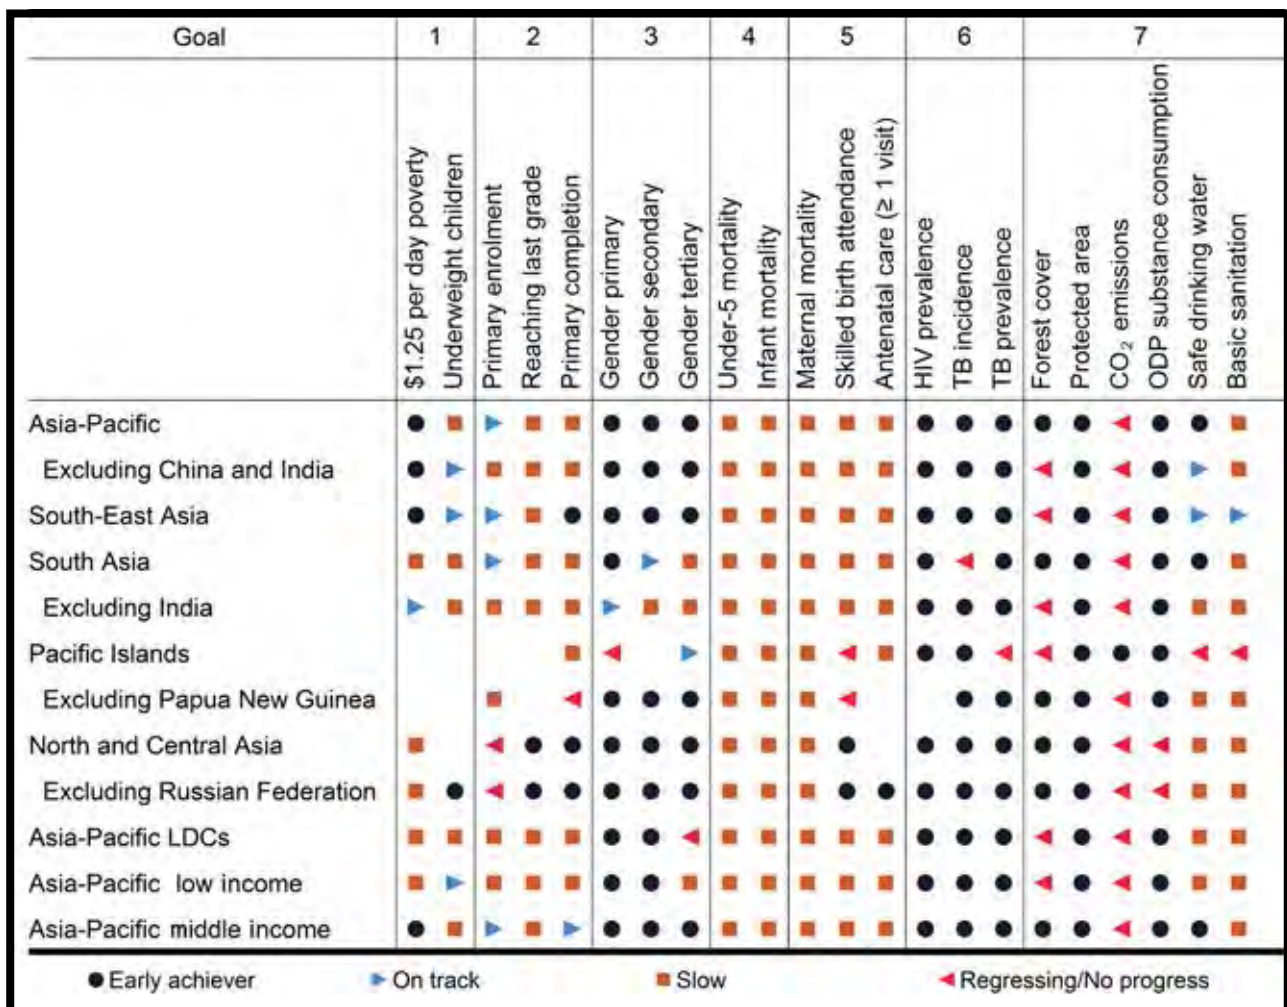 Goal 1 2 3 4 5 6 7
$1.25 per day poverty
Underweight children
Primary enrolment
Reaching last grade
Primary completion
Gender primary
Gender secondary
Gender tertiary
Under-5 mortality
Infant mortality
Maternal mortality
Skilled birth attendance
Antenatal care (≥ 1 visit)
HIV prevalence
TB incidence
TB prevalence
Forest cover
Protected area
CO₂ emissions
ODP substance consumption
Safe drinking water
Basic sanitation
Asia-Pacific
Excluding China and India
South-East Asia
South Asia
Excluding India
Pacific Islands
Excluding Papua New Guinea
North and Central Asia
Excluding Russian Federation
Asia-Pacific LDCs
Asia-Pacific low income
Asia-Pacific middle income
Early achiever On track Slow Regressing/No progress